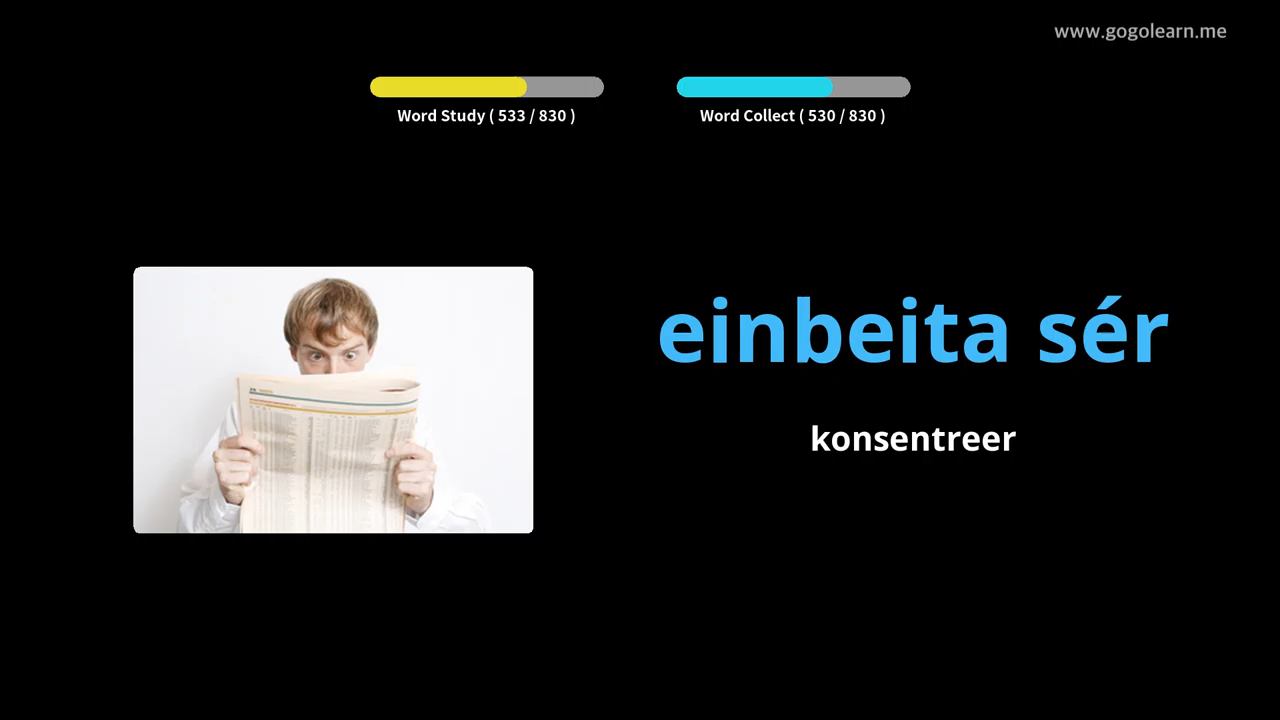 www.gogolearn.me
Word Study ( 533 / 830 )
Word Collect ( 530 / 830 )
einbeita sér
konsentreer